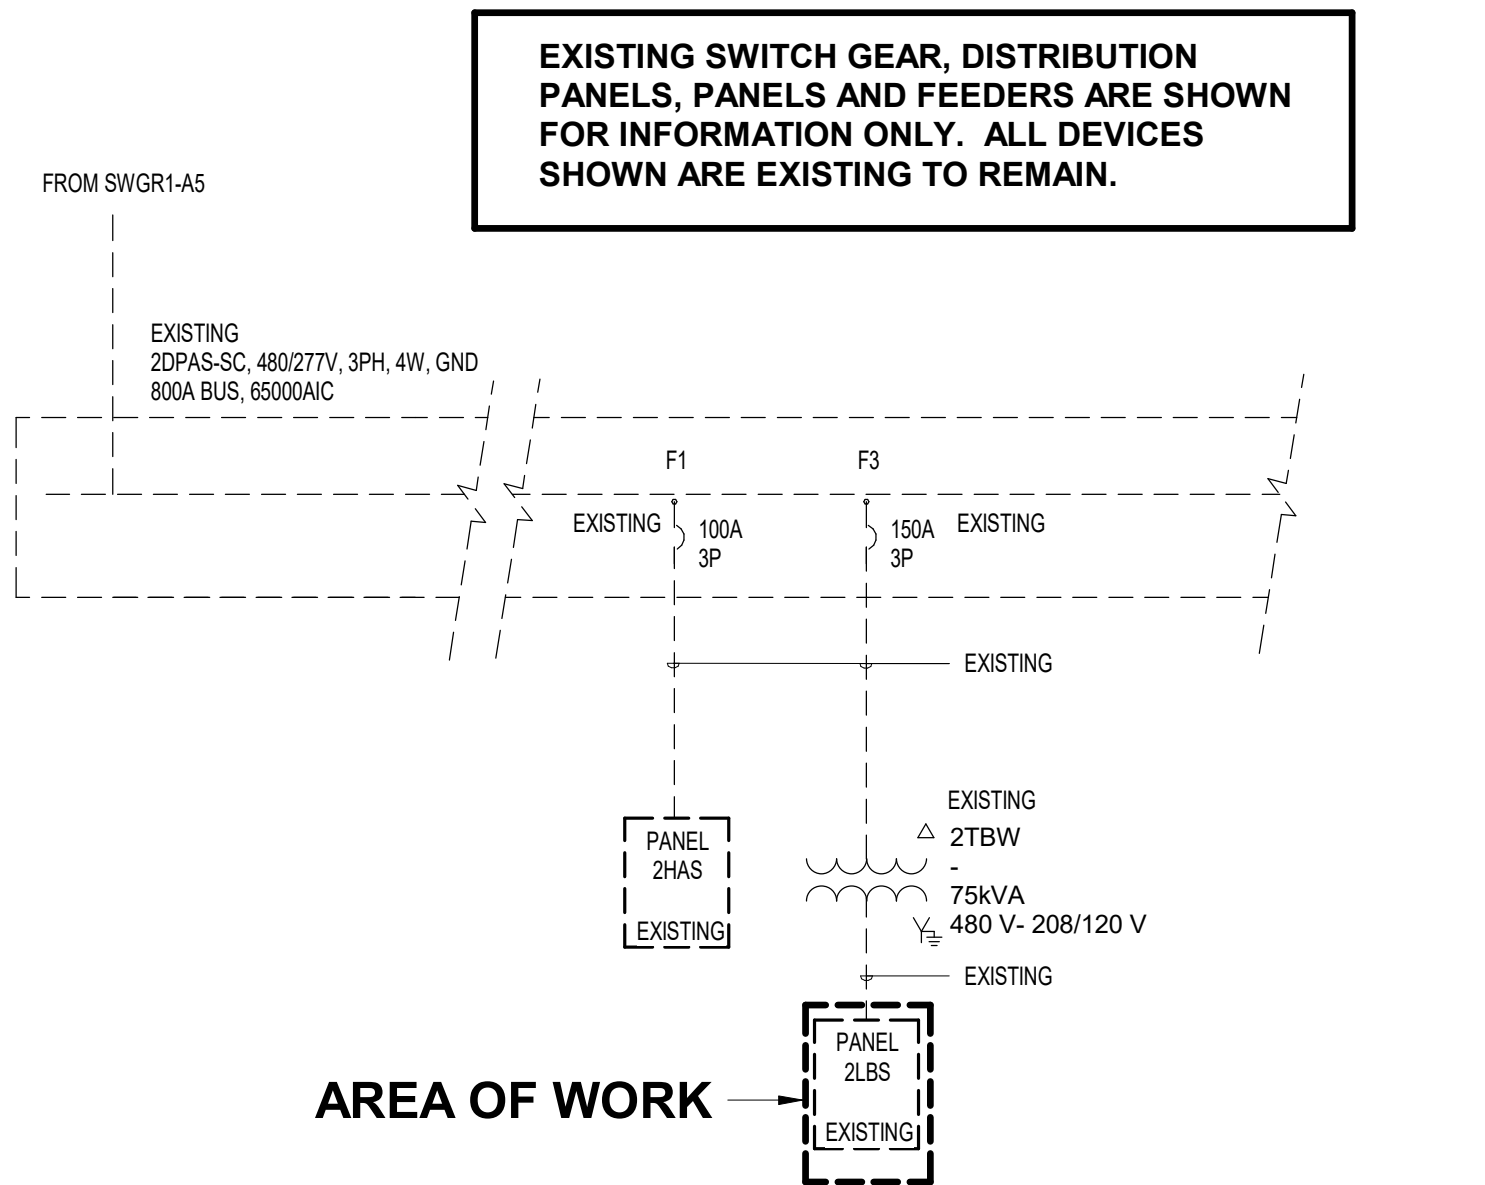 EXISTING SWITCH GEAR, DISTRIBUTION
PANELS, PANELS AND FEEDERS ARE SHOWN
FOR INFORMATION ONLY.  ALL DEVICES
SHOWN ARE EXISTING TO REMAIN.
FROM SWGR1-A5
EXISTING
2DPAS-SC, 480/277V, 3PH, 4W, GND
800A BUS, 65000AIC
F1
F3
EXISTING
100A
3P
150A
3P
EXISTING
EXISTING
PANEL
2HAS
EXISTING
EXISTING
2TBW
-
75kVA
480 V- 208/120 V
EXISTING
PANEL
2LBS
EXISTING
AREA OF WORK